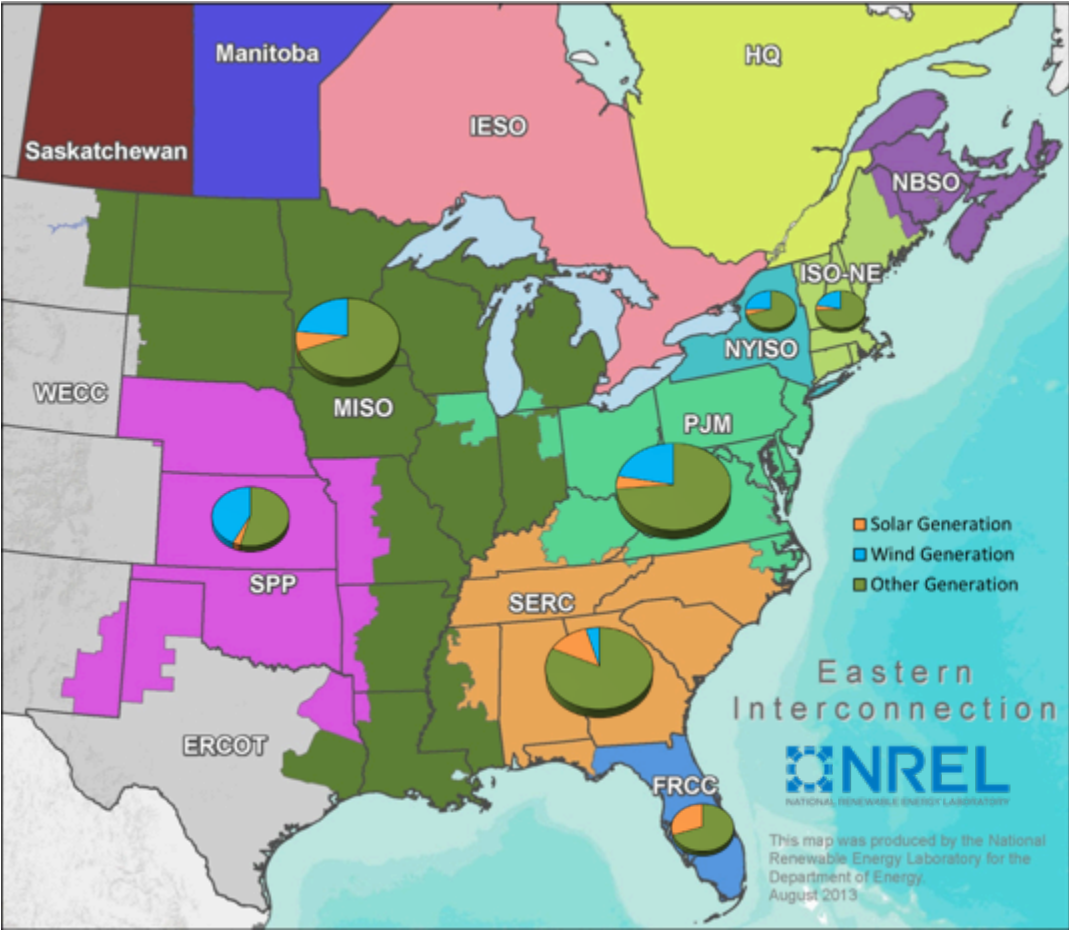 Manitoba
HQ
IESO
Saskatchewan
NBSO
ISO-NE
NYISO
WECC
MISO
PJM
Solar Generation
Wind Generation
Other Generation
SPP
SERC
Eastern
Interconnection
ERCOT
FRCC
NREL
NATIONAL RENEWABLE ENERGY LABORATORY
This map was produced by the National
Renewable Energy Laboratory for the
Department of Energy.
August 2013